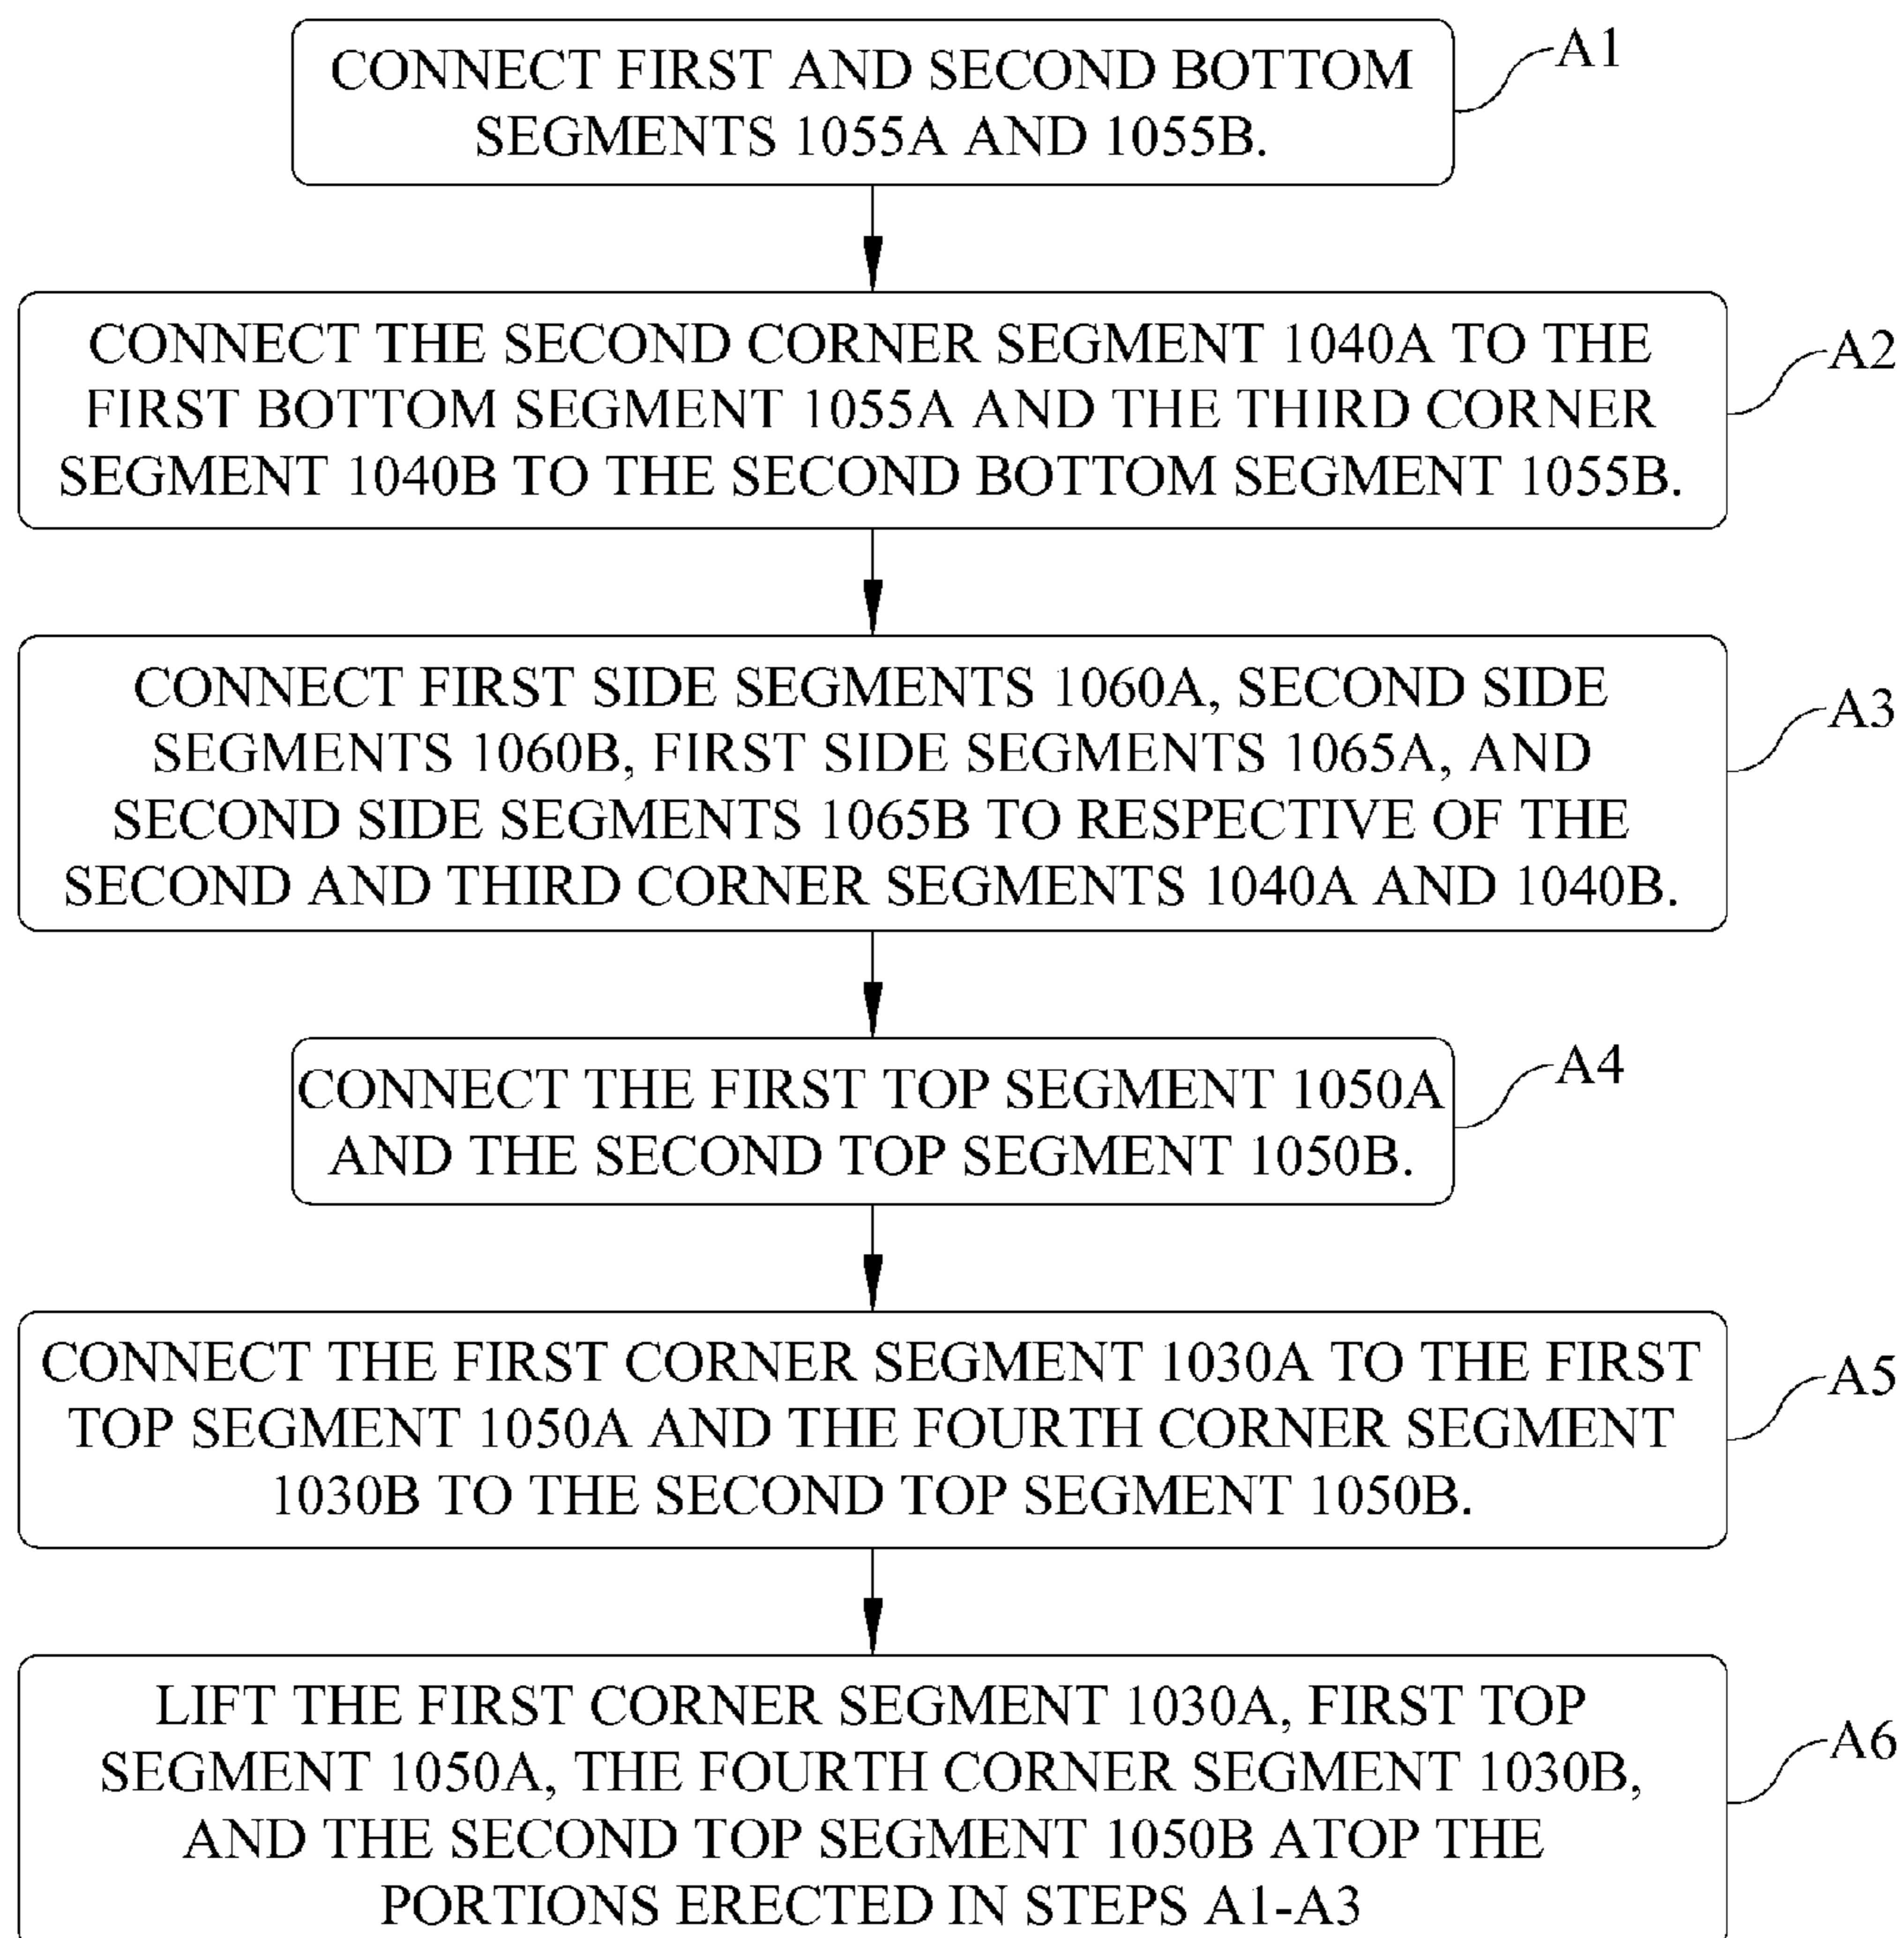 CONNECT FIRST AND SECOND BOTTOM
SEGMENTS 1055A AND 1055B.
A1
CONNECT THE SECOND CORNER SEGMENT 1040A TO THE
FIRST BOTTOM SEGMENT 1055A AND THE THIRD CORNER
SEGMENT 1040B TO THE SECOND BOTTOM SEGMENT 1055B.
A2
CONNECT FIRST SIDE SEGMENTS 1060A, SECOND SIDE
SEGMENTS 1060B, FIRST SIDE SEGMENTS 1065A, AND
SECOND SIDE SEGMENTS 1065B TO RESPECTIVE OF THE
SECOND AND THIRD CORNER SEGMENTS 1040A AND 1040B.
A3
CONNECT THE FIRST TOP SEGMENT 1050A
AND THE SECOND TOP SEGMENT 1050B.
A4
CONNECT THE FIRST CORNER SEGMENT 1030A TO THE FIRST
TOP SEGMENT 1050A AND THE FOURTH CORNER SEGMENT
1030B TO THE SECOND TOP SEGMENT 1050B.
A5
LIFT THE FIRST CORNER SEGMENT 1030A, FIRST TOP
SEGMENT 1050A, THE FOURTH CORNER SEGMENT 1030B,
AND THE SECOND TOP SEGMENT 1050B ATOP THE
PORTIONS ERECTED IN STEPS A1-A3
A6